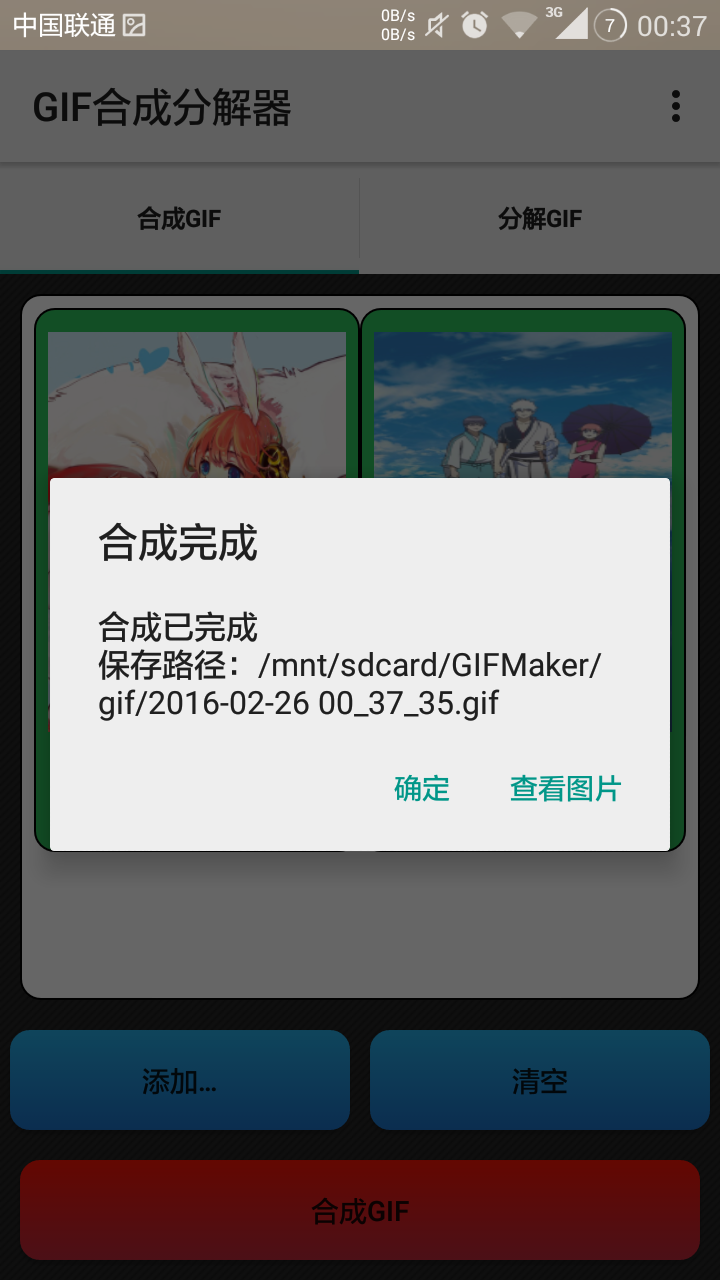 中国联通
0B/s
0B/s
3G
7
00:37
GIF合成分解器
合成GIF
分解GIF
合成完成
合成已完成
保存路径：/mnt/sdcard/GIFMaker/
gif/2016-02-26 00_37_35.gif
确定
查看图片
添加...
清空
合成GIF